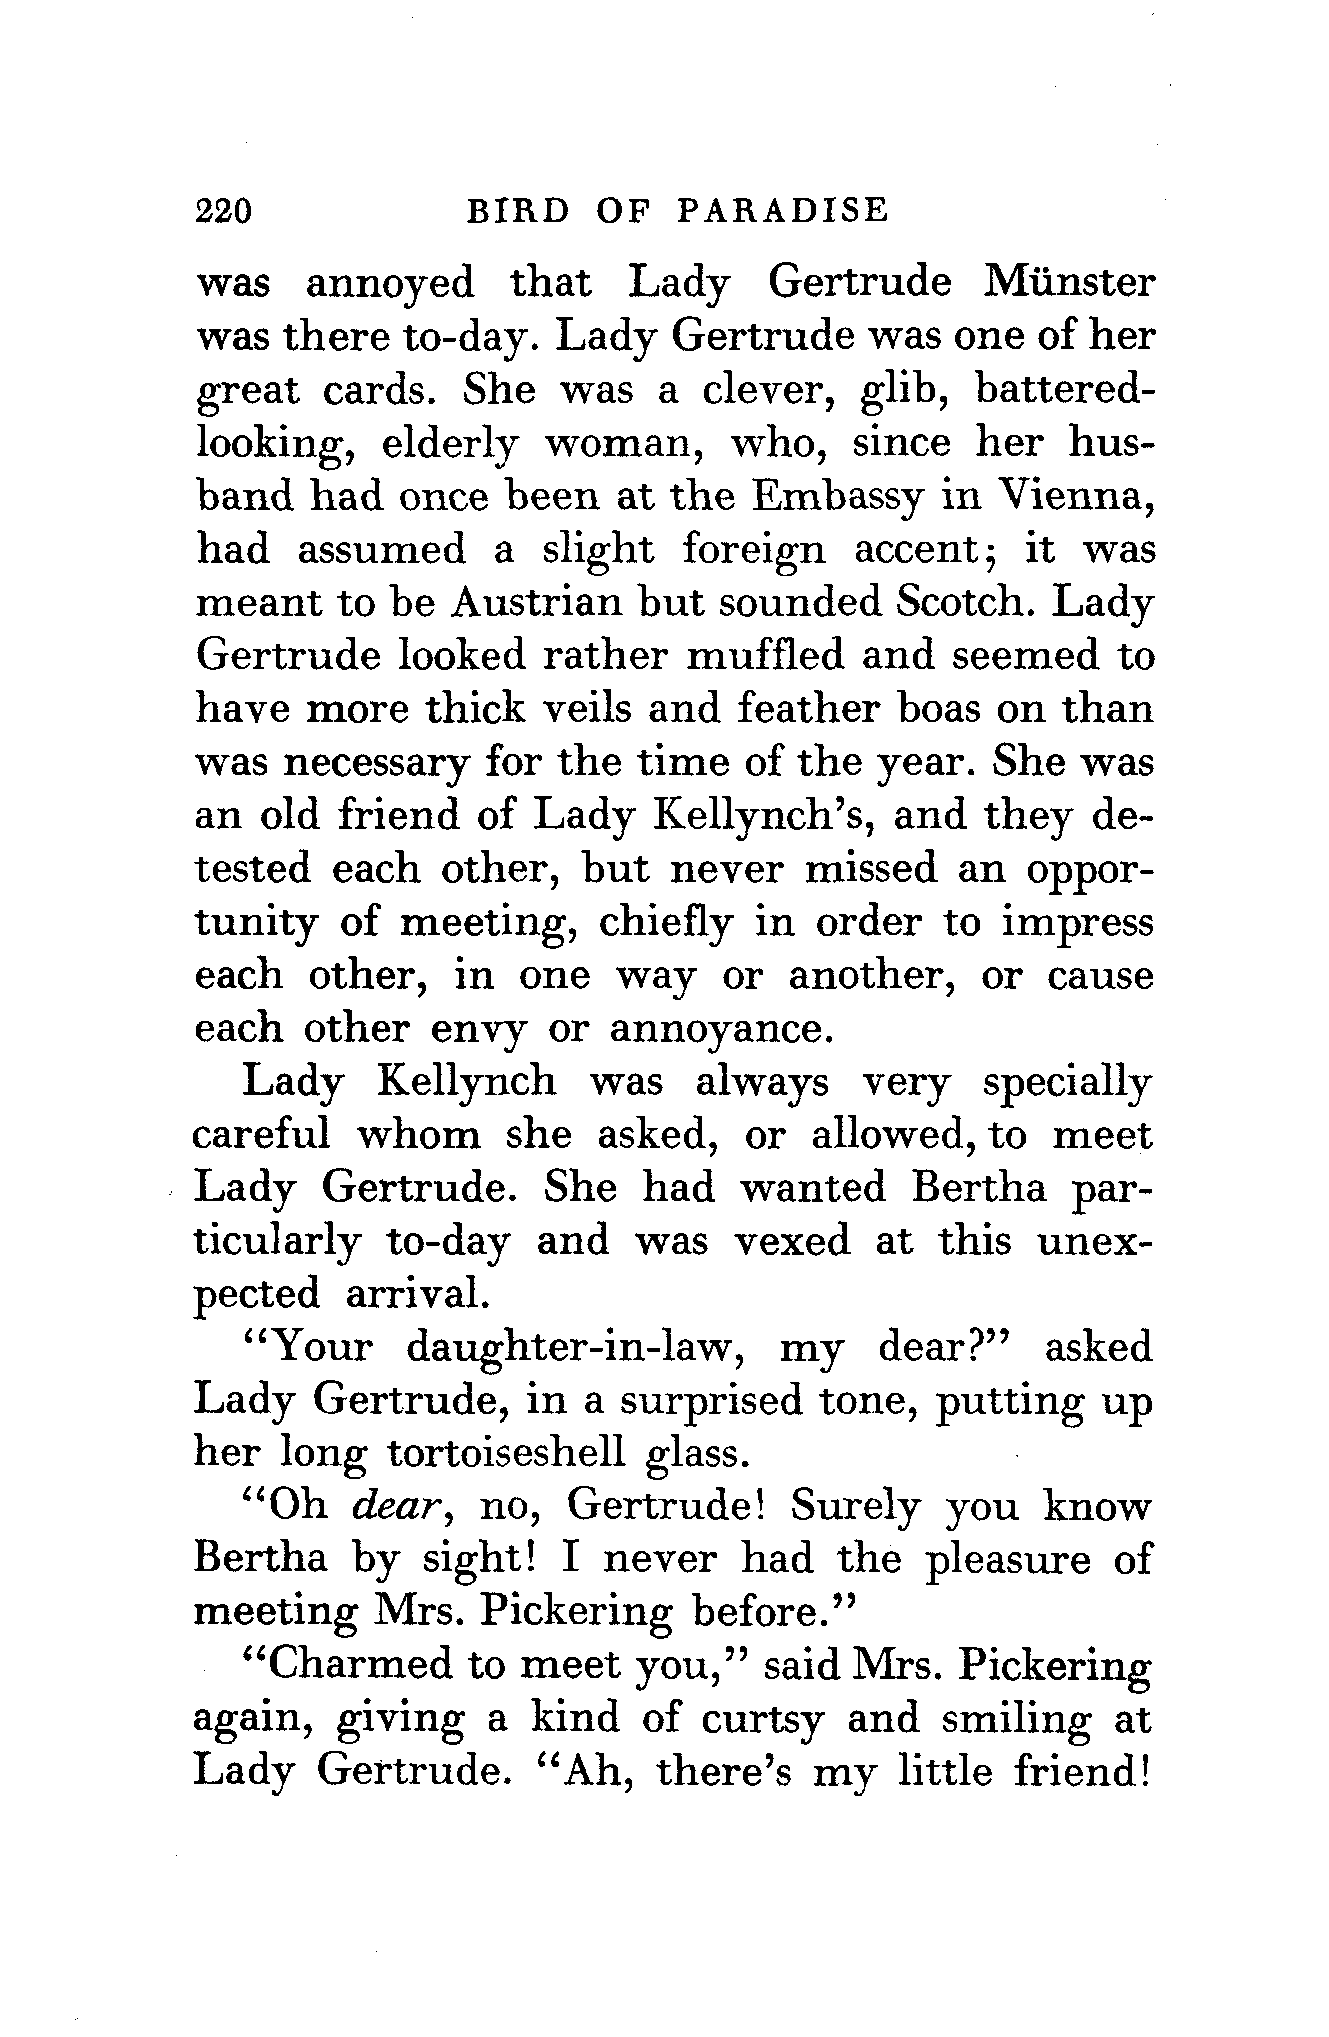 220 BIRD OF PARADISE
was annoyed that Lady Gertrude Münster
was there to-day. Lady Gertrude was one of her
great cards. She was a clever, glib, battered-
looking, elderly woman, who, since her hus-
band had once been at the Embassy in Vienna,
had assumed a slight foreign accent; it was
meant to be Austrian but sounded Scotch. Lady
Gertrude looked rather muffled and seemed to
have more thick veils and feather boas on than
was necessary for the time of the year. She was
an old friend of Lady Kellynch's, and they de-
tested each other, but never missed an oppor-
tunity of meeting, chiefly in order to impress
each other, in one way or another, or cause
each other envy or annoyance.
Lady Kellynch was always very specially
careful whom she asked, or allowed, to meet
Lady Gertrude. She had wanted Bertha par-
ticularly to-day and was vexed at this unex-
pected arrival.
“Your daughter-in-law, my dear?” asked
Lady Gertrude, in a surprised tone, putting up
her long tortoiseshell glass.
“Oh dear, no, Gertrude! Surely you know
Bertha by sight! I never had the pleasure of
meeting Mrs. Pickering before.”
“Charmed to meet you,” said Mrs. Pickering
again, giving a kind of curtsy and smiling at
Lady Gertrude. “Ah, there's my little friend!